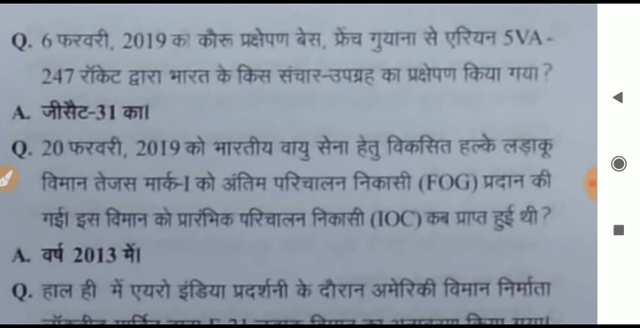 Q. 6 फरवरी, 2019 को कौरू प्रक्षेपण बेस, फ्रेंच गुयाना से एरियन 5VA-
247 रॉकेट द्वारा भारत के किस संचार-उपग्रह का प्रक्षेपण किया गया?
A. जीसैट-31 का।
Q. 20 फरवरी, 2019 को भारतीय वायु सेना हेतु विकसित हल्के लड़ाकू
विमान तेजस मार्क-I को अंतिम परिचालन निकासी (FOG) प्रदान की
गई। इस विमान को प्रारंभिक परिचालन निकासी (IOC) कब प्राप्त हुई थी?
A. वर्ष 2013 में।
Q. हाल ही में एयरो इंडिया प्रदर्शनी के दौरान अमेरिकी विमान निर्माता